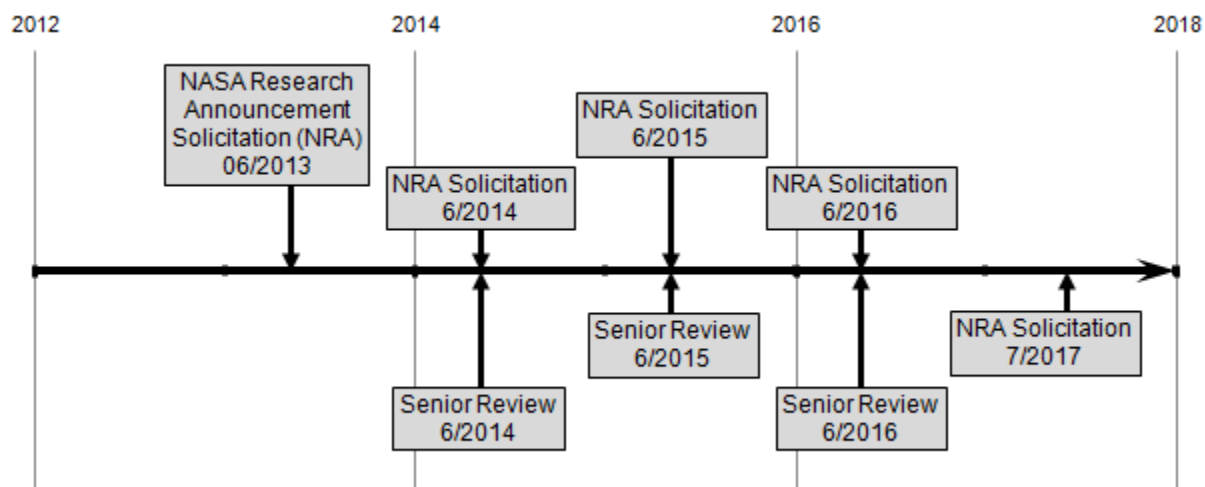 2012
2014
2016
2018
NASA Research
Announcement
Solicitation (NRA)
06/2013
NRA Solicitation
6/2015
NRA Solicitation
6/2014
NRA Solicitation
6/2016
Senior Review
6/2015
NRA Solicitation
7/2017
Senior Review
6/2014
Senior Review
6/2016